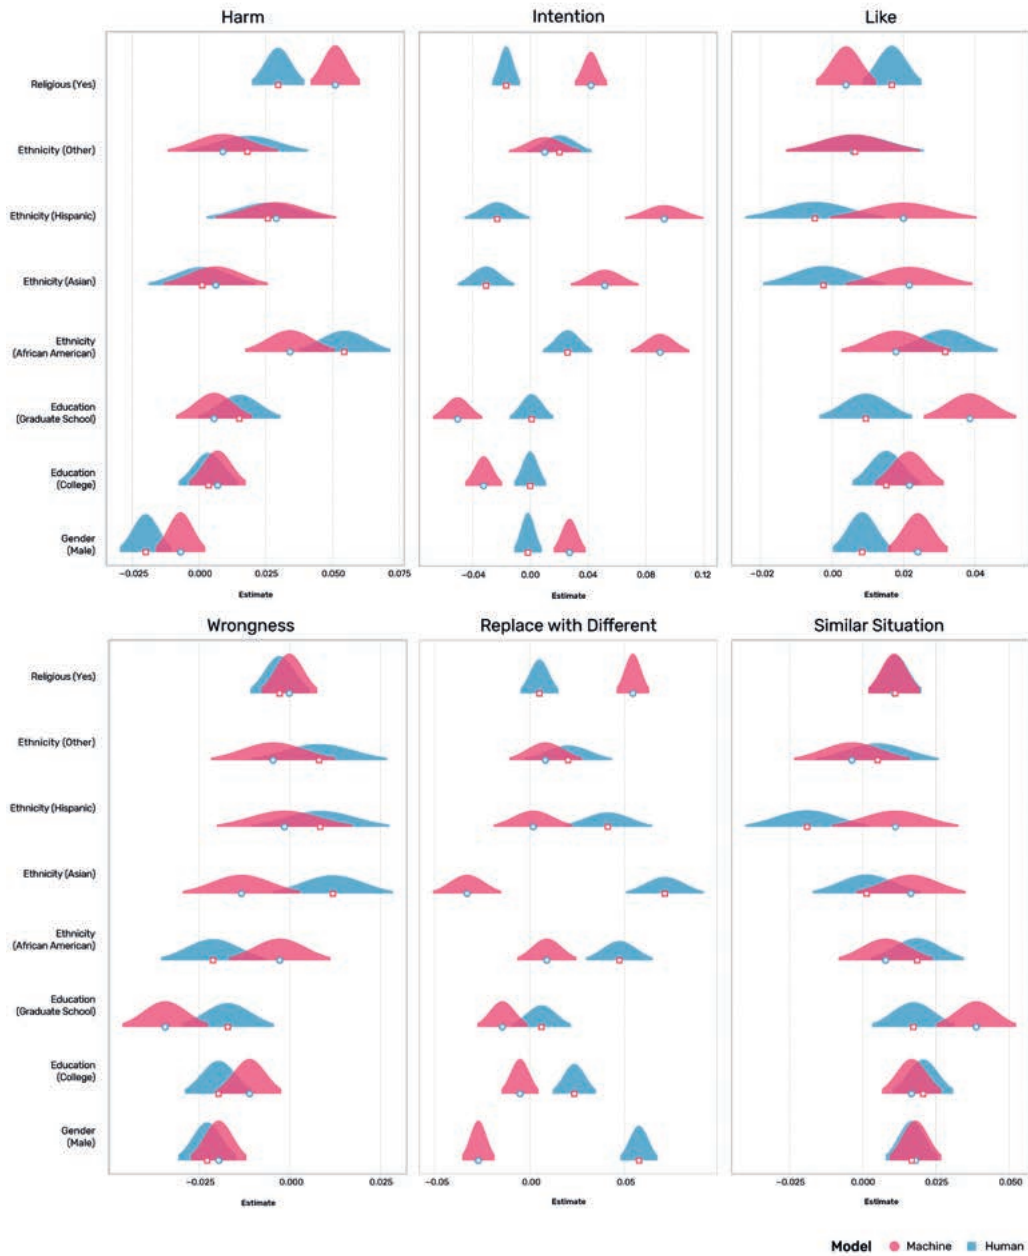 Harm
Intention
Like
Religious (Yes)
Ethnicity (Other)
Ethnicity (Hispanic)
Ethnicity (Asian)
Ethnicity
(African American)
Education
(Graduate School)
Education
(College)
Gender
(Male)
−0.025 0.000 0.025 0.05 0.075
Estimate
−0.04 0.00 0.04 0.08 0.12
Estimate
−0.02 0.00 0.02 0.04
Estimate
Wrongness
Replace with Different
Similar Situation
Religious (Yes)
Ethnicity (Other)
Ethnicity (Hispanic)
Ethnicity (Asian)
Ethnicity
(African American)
Education
(Graduate School)
Education
(College)
Gender
(Male)
−0.025 0.000 0.025
Estimate
−0.05 0.00 0.05
Estimate
−0.025 0.000 0.025 0.050
Estimate
Model Machine Human